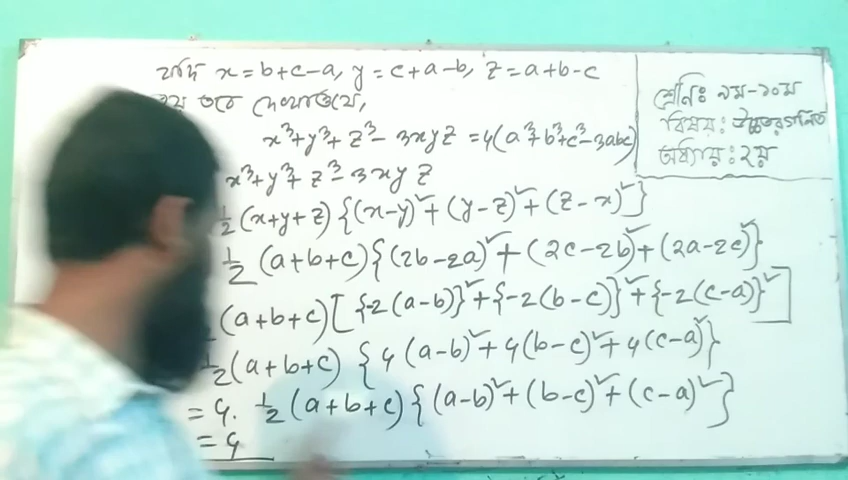 যদি x = b+c-a, y = c+a-b, z = a+b-c
তবে দেখাওযে,
x³+y³+z³-3xyz = 4(a³+b³+c³-3abc)
x³+y³+z³-3xyz
½(x+y+z){(x-y)²+(y-z)²+(z-x)²}
½(a+b+c){(2b-2a)²+(2c-2b)²+(2a-2c)²}
(a+b+c)[{-2(a-b)}²+{-2(b-c)}²+{-2(c-a)}²]
½(a+b+c){4(a-b)²+4(b-c)²+4(c-a)²}
= 4. ½(a+b+c){(a-b)²+(b-c)²+(c-a)²}
= 4
শ্রেণিঃ ৯ম-১০ম
বিষয়: উচ্চতরগনিত
অধ্যায়: ২য়